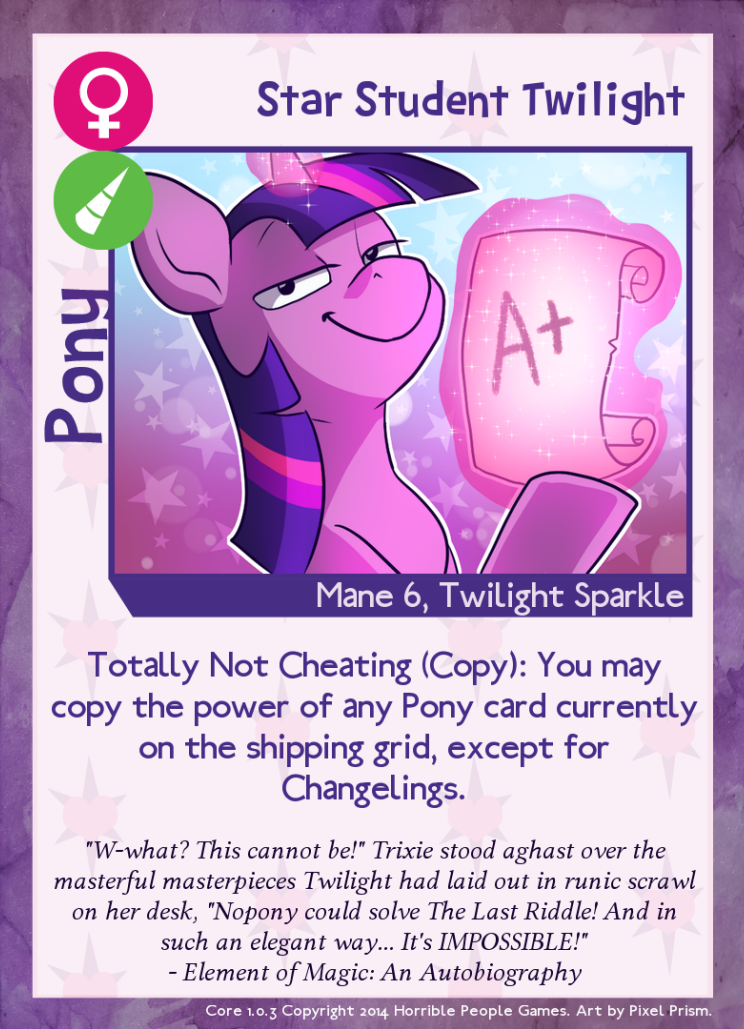 Star Student Twilight
Pony
A+
Mane 6, Twilight Sparkle
Totally Not Cheating (Copy): You may
copy the power of any Pony card currently
on the shipping grid, except for
Changelings.
"W-what? This cannot be!" Trixie stood aghast over the
masterful masterpieces Twilight had laid out in runic scrawl
on her desk, "Nopony could solve The Last Riddle! And in
such an elegant way... It's IMPOSSIBLE!"
- Element of Magic: An Autobiography
Core 1.0.3 Copyright 2014 Horrible People Games. Art by Pixel Prism.